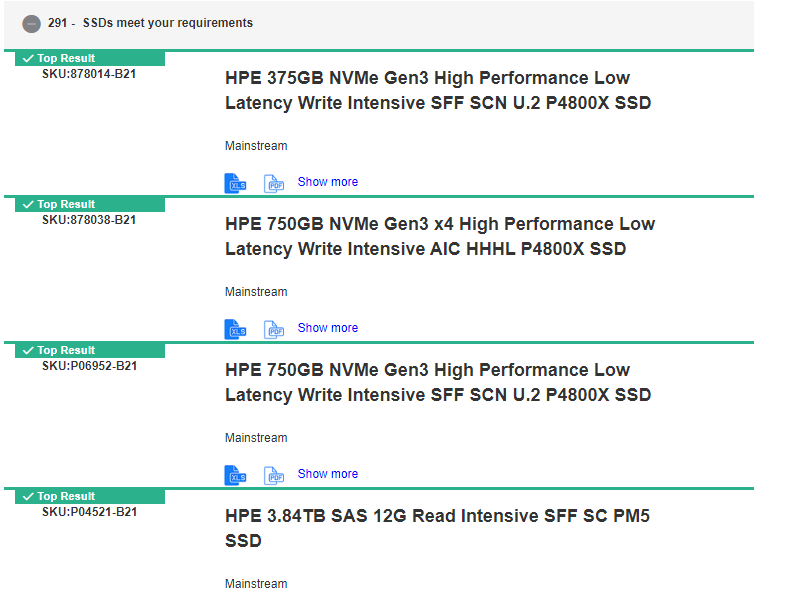 291 - SSDs meet your requirements
Top Result
SKU:878014-B21
HPE 375GB NVMe Gen3 High Performance Low
Latency Write Intensive SFF SCN U.2 P4800X SSD
Mainstream
XLS PDF Show more
Top Result
SKU:878038-B21
HPE 750GB NVMe Gen3 x4 High Performance Low
Latency Write Intensive AIC HHHL P4800X SSD
Mainstream
XLS PDF Show more
Top Result
SKU:P06952-B21
HPE 750GB NVMe Gen3 High Performance Low
Latency Write Intensive SFF SCN U.2 P4800X SSD
Mainstream
XLS PDF Show more
Top Result
SKU:P04521-B21
HPE 3.84TB SAS 12G Read Intensive SFF SC PM5
SSD
Mainstream